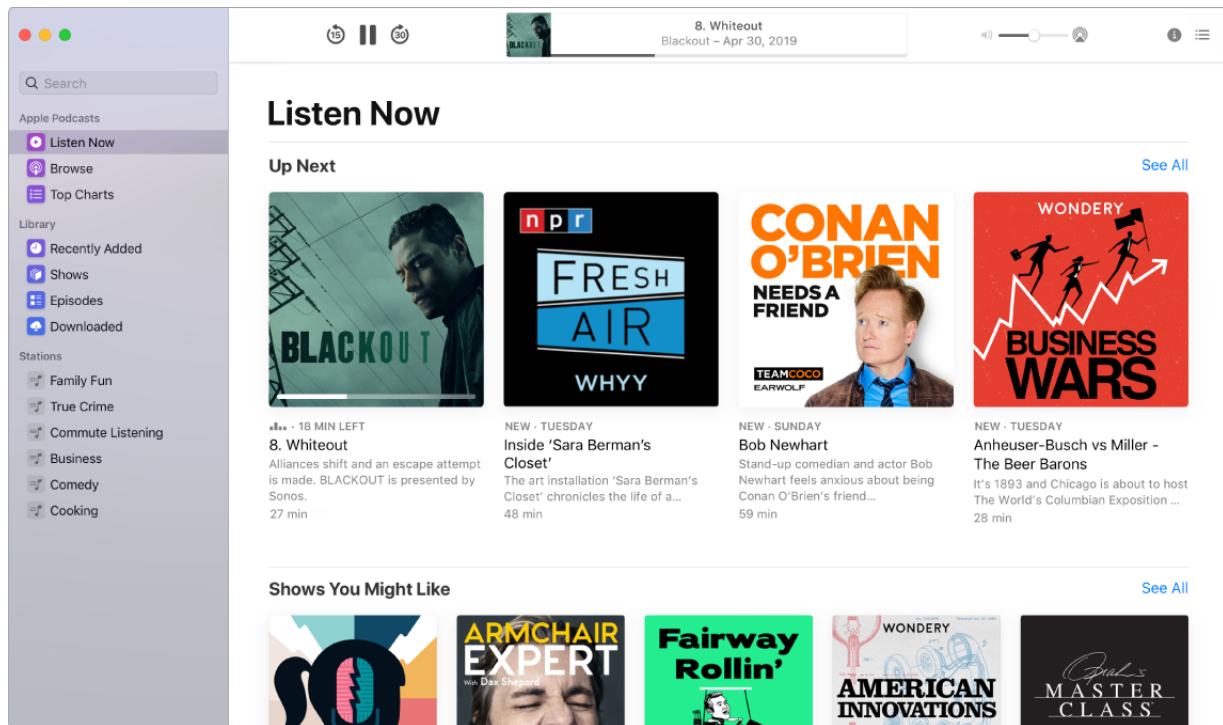 15
30
BLACKOUT
8. Whiteout
Blackout – Apr 30, 2019
Search
Apple Podcasts
Listen Now
Browse
Top Charts
Library
Recently Added
Shows
Episodes
Downloaded
Stations
Family Fun
True Crime
Commute Listening
Business
Comedy
Cooking
Listen Now
Up Next
See All
BLACKOUT
18 MIN LEFT
8. Whiteout
Alliances shift and an escape attempt
is made. BLACKOUT is presented by
Sonos.
27 min
npr
FRESH
AIR
WHYY
NEW · TUESDAY
Inside ‘Sara Berman’s
Closet’
The art installation ‘Sara Berman’s
Closet’ chronicles the life of a...
48 min
CONAN
O’BRIEN
NEEDS A
FRIEND
TEAMCOCO
EARWOLF
NEW · SUNDAY
Bob Newhart
Stand-up comedian and actor Bob
Newhart feels anxious about being
Conan O’Brien’s friend...
59 min
WONDERY
BUSINESS
WARS
NEW · TUESDAY
Anheuser-Busch vs Miller -
The Beer Barons
It’s 1893 and Chicago is about to host
The World’s Columbian Exposition ...
28 min
Shows You Might Like
See All
ARMCHAIR
EXPERT
With Dax Shepard
Fairway
Rollin’
WONDERY
AMERICAN
INNOVATIONS
Oprah’s
MASTER
CLASS